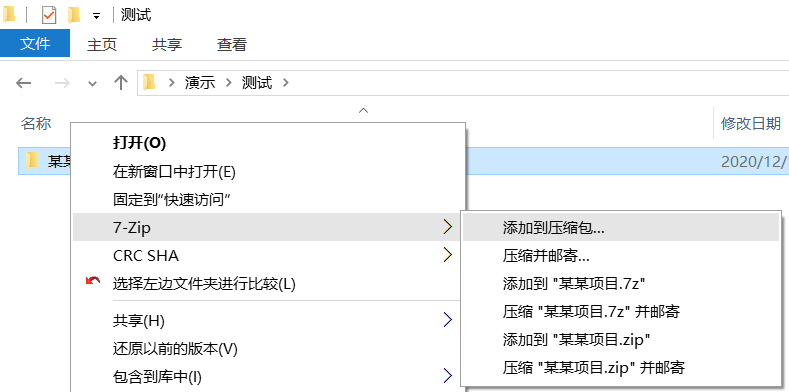 测试
文件 主页 共享 查看
演示 测试
名称 修改日期
某某 2020/12/
打开(O)
在新窗口中打开(E)
固定到"快速访问"
7-Zip
CRC SHA
选择左边文件夹进行比较(L)
共享(H)
还原以前的版本(V)
包含到库中(I)
添加到压缩包...
压缩并邮寄...
添加到 "某某项目.7z"
压缩 "某某项目.7z" 并邮寄
添加到 "某某项目.zip"
压缩 "某某项目.zip" 并邮寄